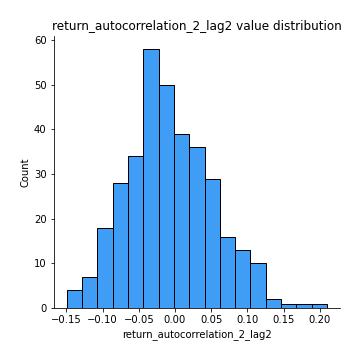 return_autocorrelation_2_lag2 value distribution
60
50
40
30
20
10
0
Count
−0.15 −0.10 −0.05 0.00 0.05 0.10 0.15 0.20
return_autocorrelation_2_lag2